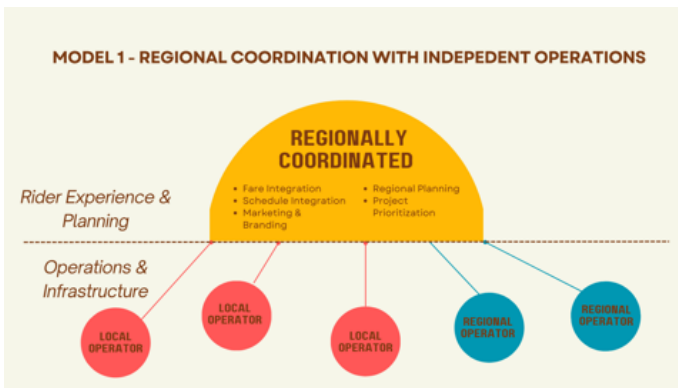 MODEL 1 - REGIONAL COORDINATION WITH INDEPEDENT OPERATIONS
REGIONALLY
COORDINATED
• Fare Integration
• Schedule Integration
• Marketing &
Branding
• Regional Planning
• Project
Prioritization
Rider Experience &
Planning
Operations &
Infrastructure
LOCAL
OPERATOR
LOCAL
OPERATOR
LOCAL
OPERATOR
REGIONAL
OPERATOR
REGIONAL
OPERATOR